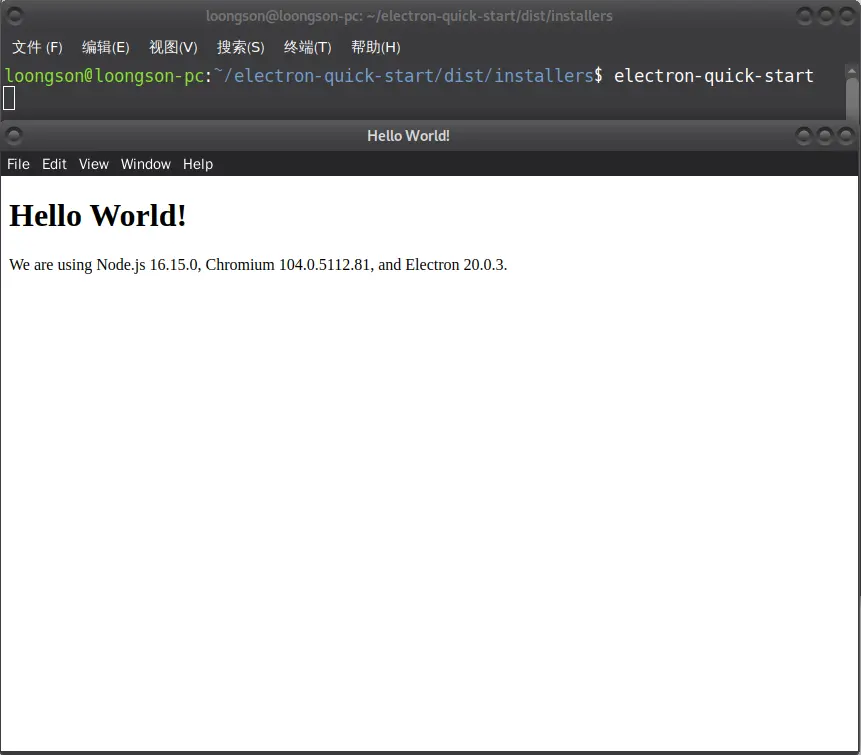 loongson@loongson-pc: ~/electron-quick-start/dist/installers
文件 (F) 编辑(E) 视图(V) 搜索(S) 终端(T) 帮助(H)
loongson@loongson-pc:~/electron-quick-start/dist/installers$ electron-quick-start
Hello World!
File Edit View Window Help
Hello World!
We are using Node.js 16.15.0, Chromium 104.0.5112.81, and Electron 20.0.3.